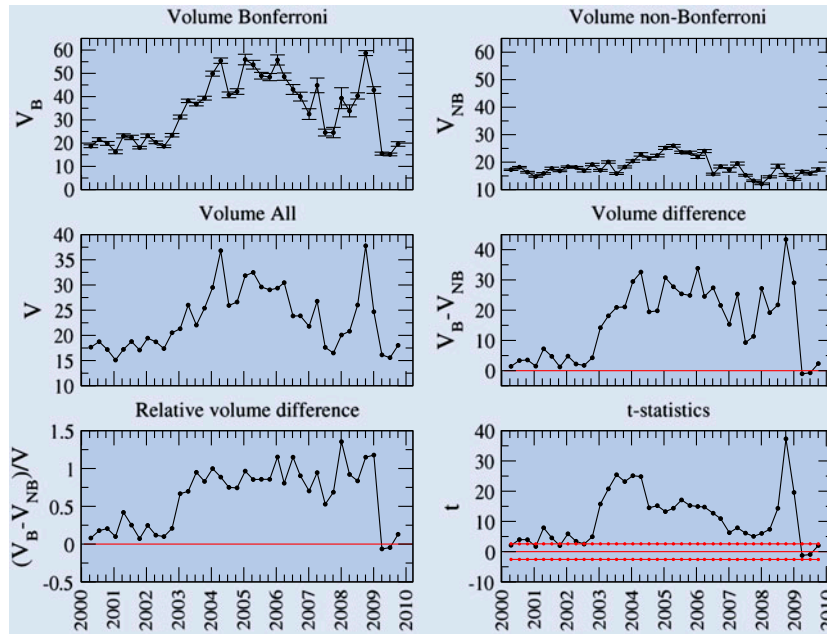 Volume Bonferroni
V_B
60
50
40
30
20
10
0
Volume non-Bonferroni
V_NB
60
50
40
30
20
10
Volume All
V
40
35
30
25
20
15
10
Volume difference
V_B-V_NB
40
30
20
10
0
Relative volume difference
(V_B-V_NB)/V
1.5
1
0.5
0
-0.5
2000 2001 2002 2003 2004 2005 2006 2007 2008 2009 2010
t-statistics
t
40
30
20
10
0
-10
2000 2001 2002 2003 2004 2005 2006 2007 2008 2009 2010